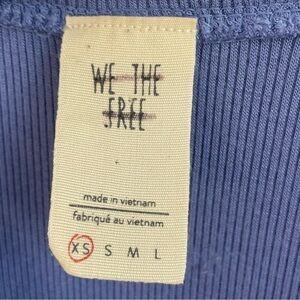 WE THE
FREE
made in vietnam
fabriqué au vietnam
XS S M L